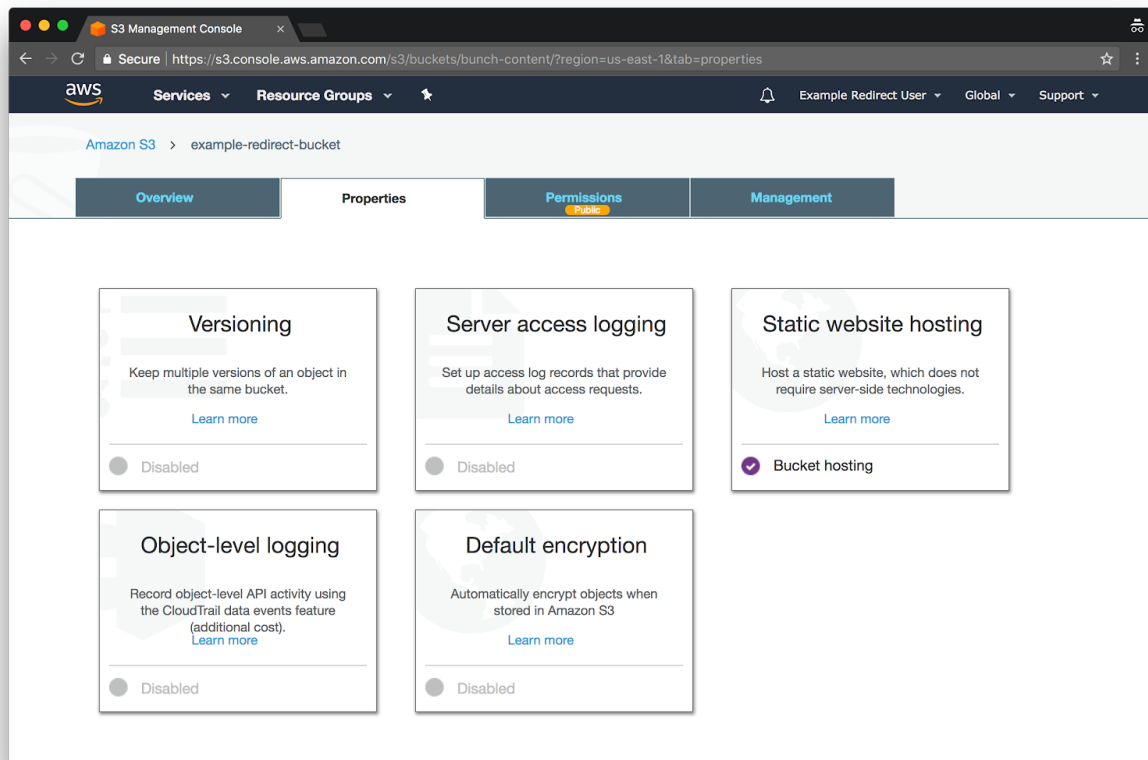 S3 Management Console
Secure https://s3.console.aws.amazon.com/s3/buckets/bunch-content/?region=us-east-1&tab=properties
aws Services Resource Groups Example Redirect User Global Support
Amazon S3 > example-redirect-bucket
Overview Properties Permissions Management
Public
Versioning
Keep multiple versions of an object in
the same bucket.
Learn more
Disabled
Server access logging
Set up access log records that provide
details about access requests.
Learn more
Disabled
Static website hosting
Host a static website, which does not
require server-side technologies.
Learn more
Bucket hosting
Object-level logging
Record object-level API activity using
the CloudTrail data events feature
(additional cost).
Learn more
Disabled
Default encryption
Automatically encrypt objects when
stored in Amazon S3
Learn more
Disabled